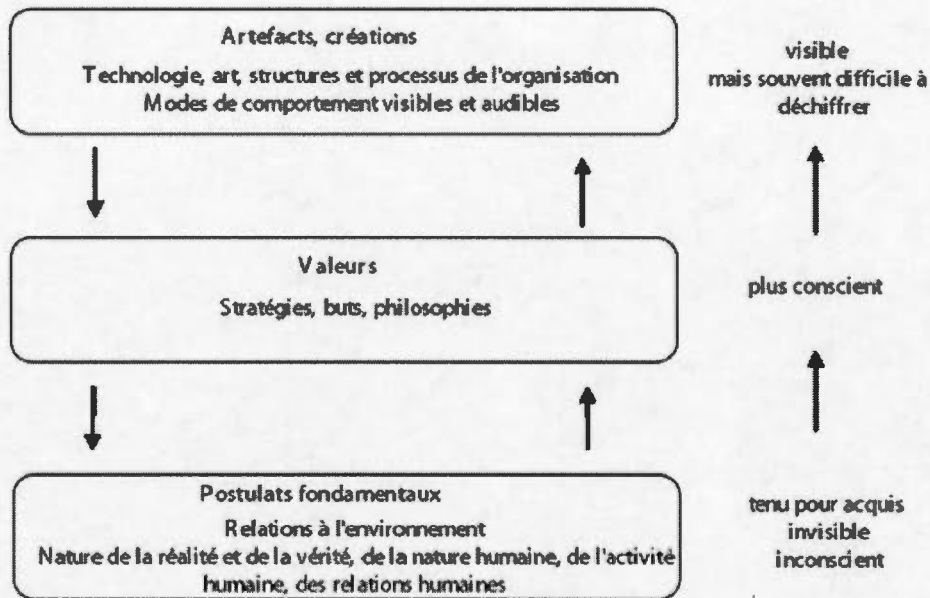 Artefacts, créations
Technologie, art, structures et processus de l'organisation
Modes de comportement visibles et audibles
visible
mais souvent difficile à
déchiffrer
Valeurs
Stratégies, buts, philosophies
plus conscient
Postulats fondamentaux
Relations à l'environnement
Nature de la réalité et de la vérité, de la nature humaine, de l'activité
humaine, des relations humaines
tenu pour acquis
invisible
inconscient